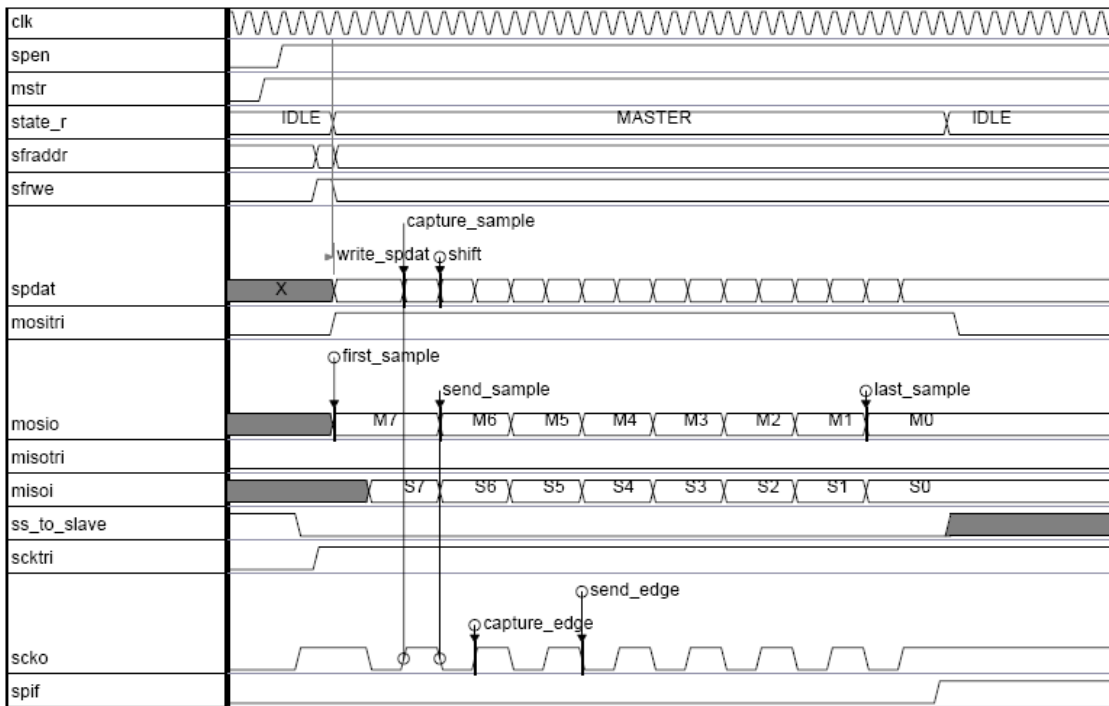 clk
spen
mstr
state_r IDLE MASTER IDLE
sfraddr
sfrwe
capture_sample
write_spdat shift
spdat X
mositri
first_sample
send_sample last_sample
mosio M7 M6 M5 M4 M3 M2 M1 M0
misotri
misoi S7 S6 S5 S4 S3 S2 S1 S0
ss_to_slave
scktri
send_edge
capture_edge
scko
spif